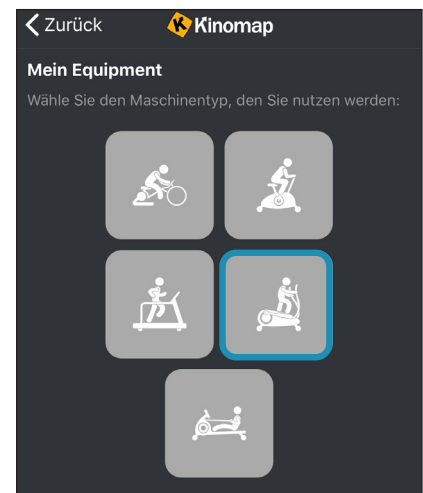 Zurück
Kinomap
Mein Equipment
Wähle Sie den Maschinentyp, den Sie nutzen werden: